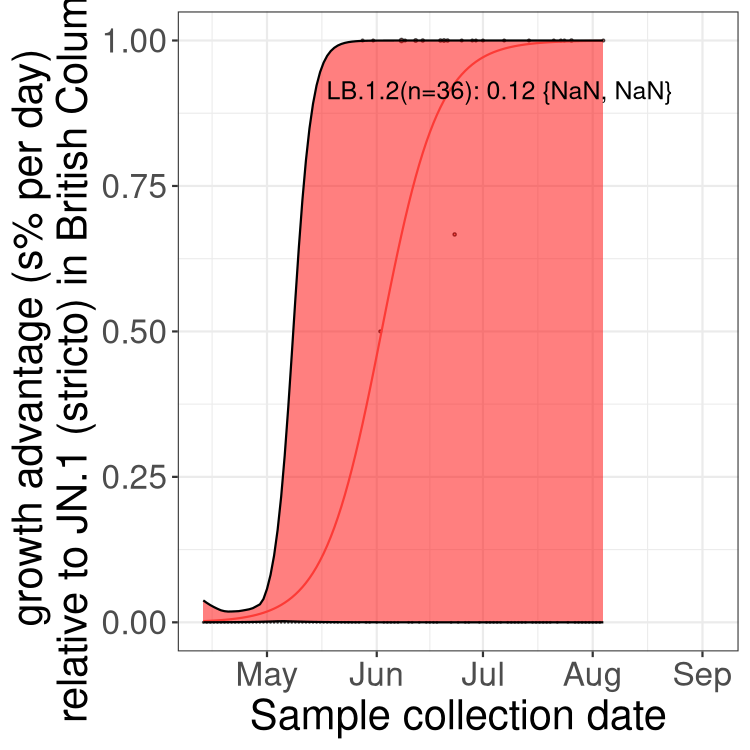 growth advantage (s% per day)
relative to JN.1 (stricto) in British Colum
1.00
0.75
0.50
0.25
0.00
LB.1.2(n=36): 0.12 {NaN, NaN}
May Jun Jul Aug Sep
Sample collection date